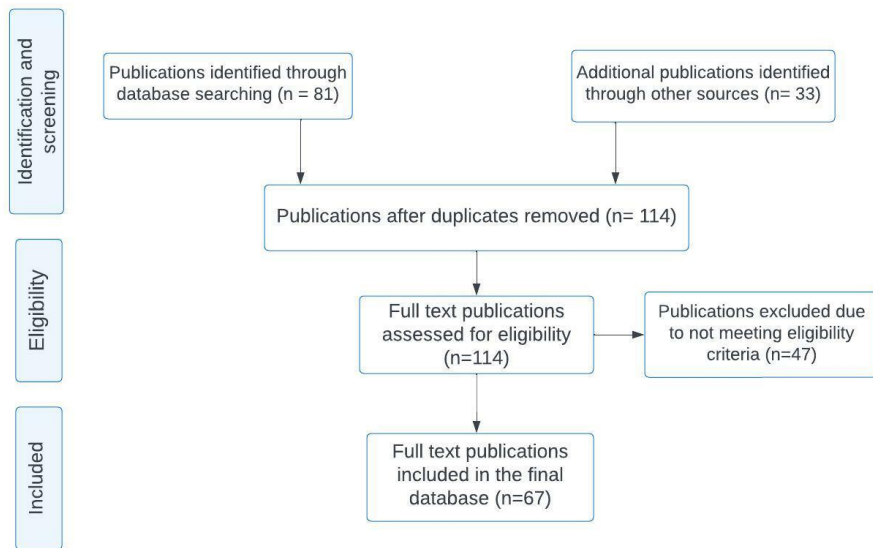 Identification and
screening
Publications identified through
database searching (n = 81)
Additional publications identified
through other sources (n= 33)
Publications after duplicates removed (n= 114)
Eligibility
Full text publications
assessed for eligibility
(n=114)
Publications excluded due
to not meeting eligibility
criteria (n=47)
Included
Full text publications
included in the final
database (n=67)